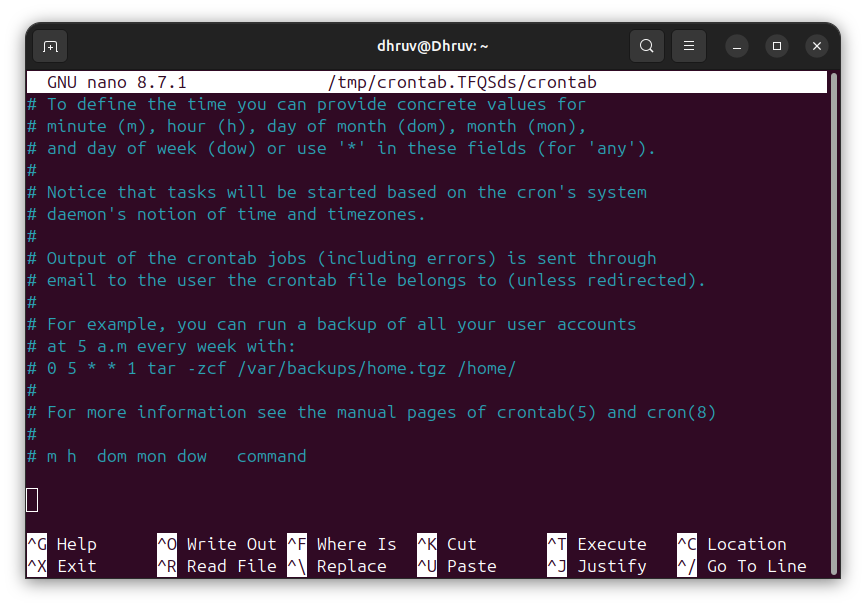 dhruv@Dhruv: ~
GNU nano 8.7.1 /tmp/crontab.TFQSds/crontab
# To define the time you can provide concrete values for
# minute (m), hour (h), day of month (dom), month (mon),
# and day of week (dow) or use '*' in these fields (for 'any').
#
# Notice that tasks will be started based on the cron's system
# daemon's notion of time and timezones.
#
# Output of the crontab jobs (including errors) is sent through
# email to the user the crontab file belongs to (unless redirected).
#
# For example, you can run a backup of all your user accounts
# at 5 a.m every week with:
# 0 5 * * 1 tar -zcf /var/backups/home.tgz /home/
#
# For more information see the manual pages of crontab(5) and cron(8)
#
# m h  dom mon dow   command
^G Help ^O Write Out ^F Where Is ^K Cut ^T Execute ^C Location
^X Exit ^R Read File ^\ Replace ^U Paste ^J Justify ^/ Go To Line